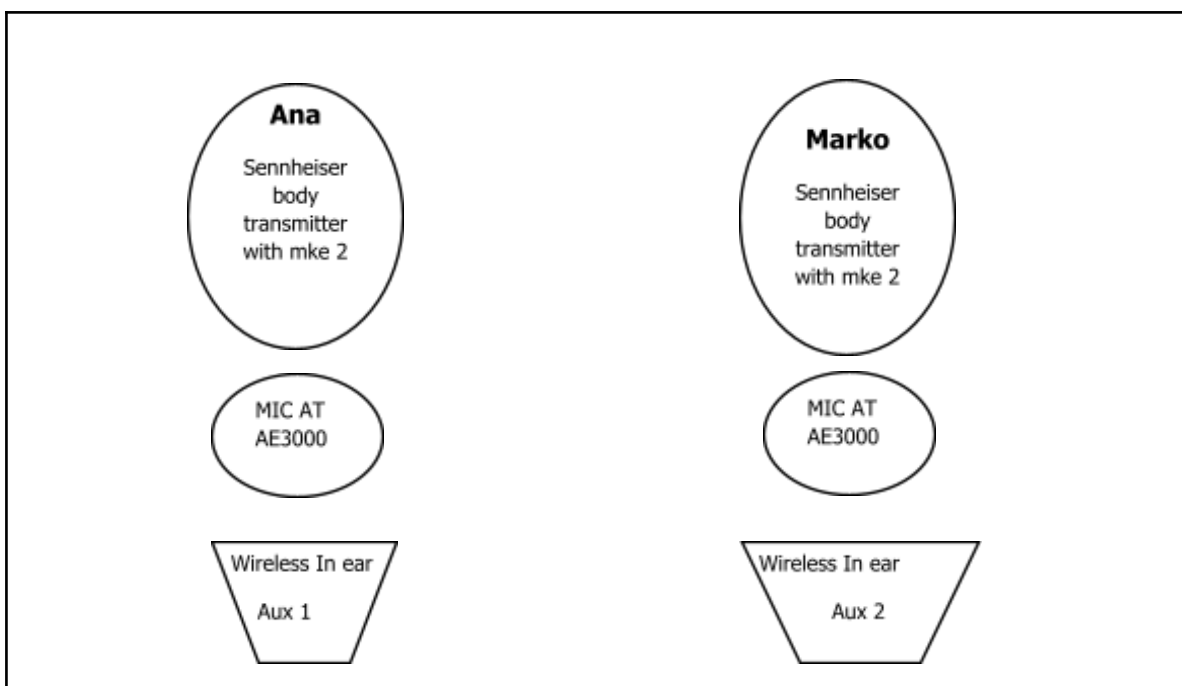 Ana
Sennheiser
body
transmitter
with mke 2
Marko
Sennheiser
body
transmitter
with mke 2
MIC AT
AE3000
MIC AT
AE3000
Wireless In ear
Aux 1
Wireless In ear
Aux 2